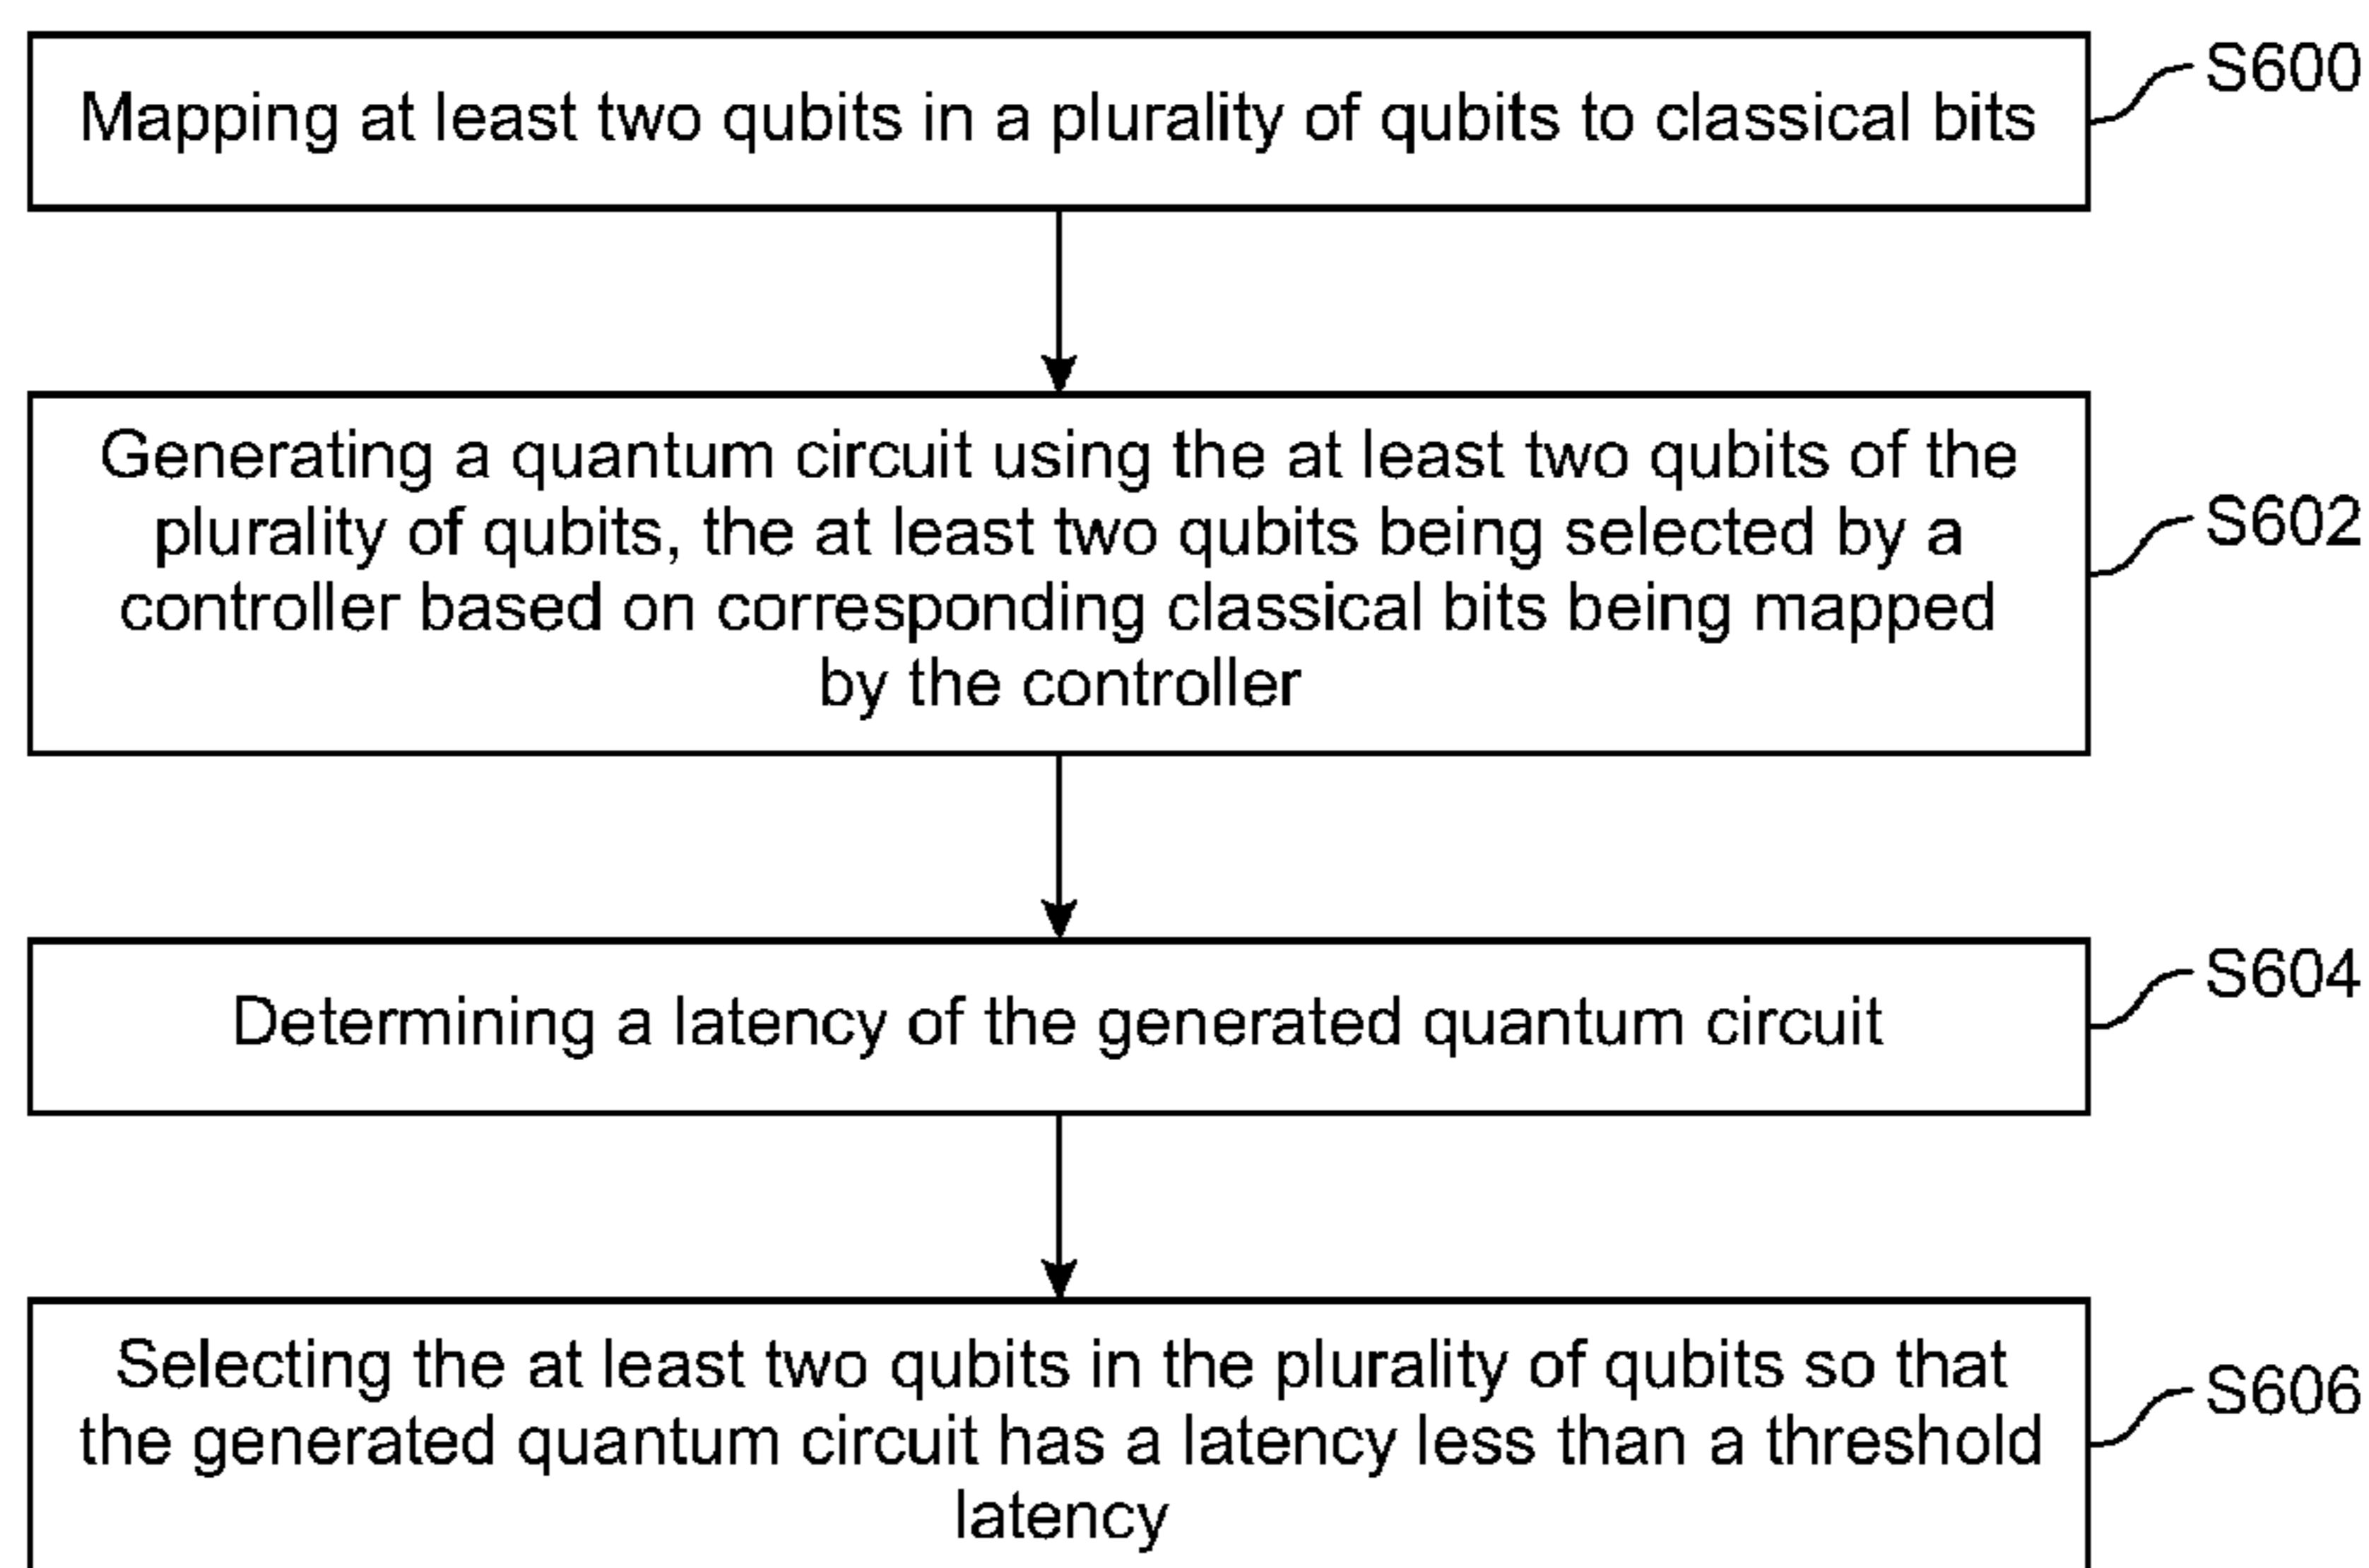 Mapping at least two qubits in a plurality of qubits to classical bits
S600
Generating a quantum circuit using the at least two qubits of the
plurality of qubits, the at least two qubits being selected by a
controller based on corresponding classical bits being mapped
by the controller
S602
Determining a latency of the generated quantum circuit
S604
Selecting the at least two qubits in the plurality of qubits so that
the generated quantum circuit has a latency less than a threshold
latency
S606